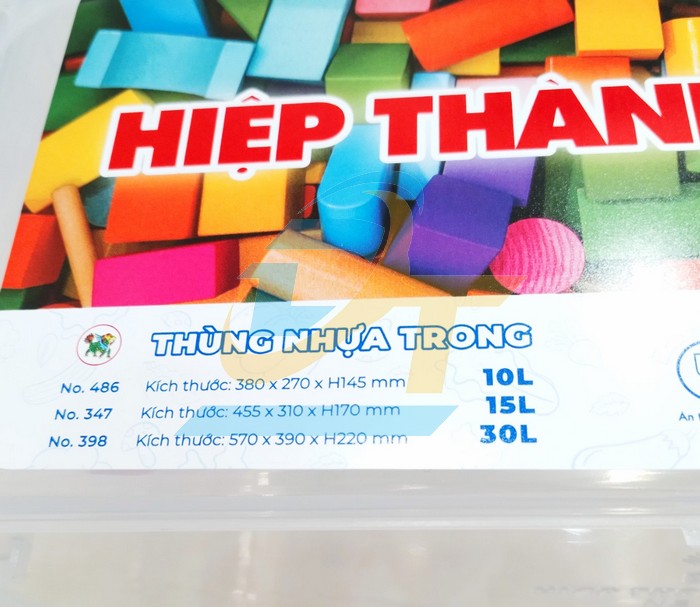 HIỆP THÀN
THÙNG NHỰA TRONG
No. 486 Kích thước: 380 x 270 x H145 mm 10L
No. 347 Kích thước: 455 x 310 x H170 mm 15L
No. 398 Kích thước: 570 x 390 x H220 mm 30L
An